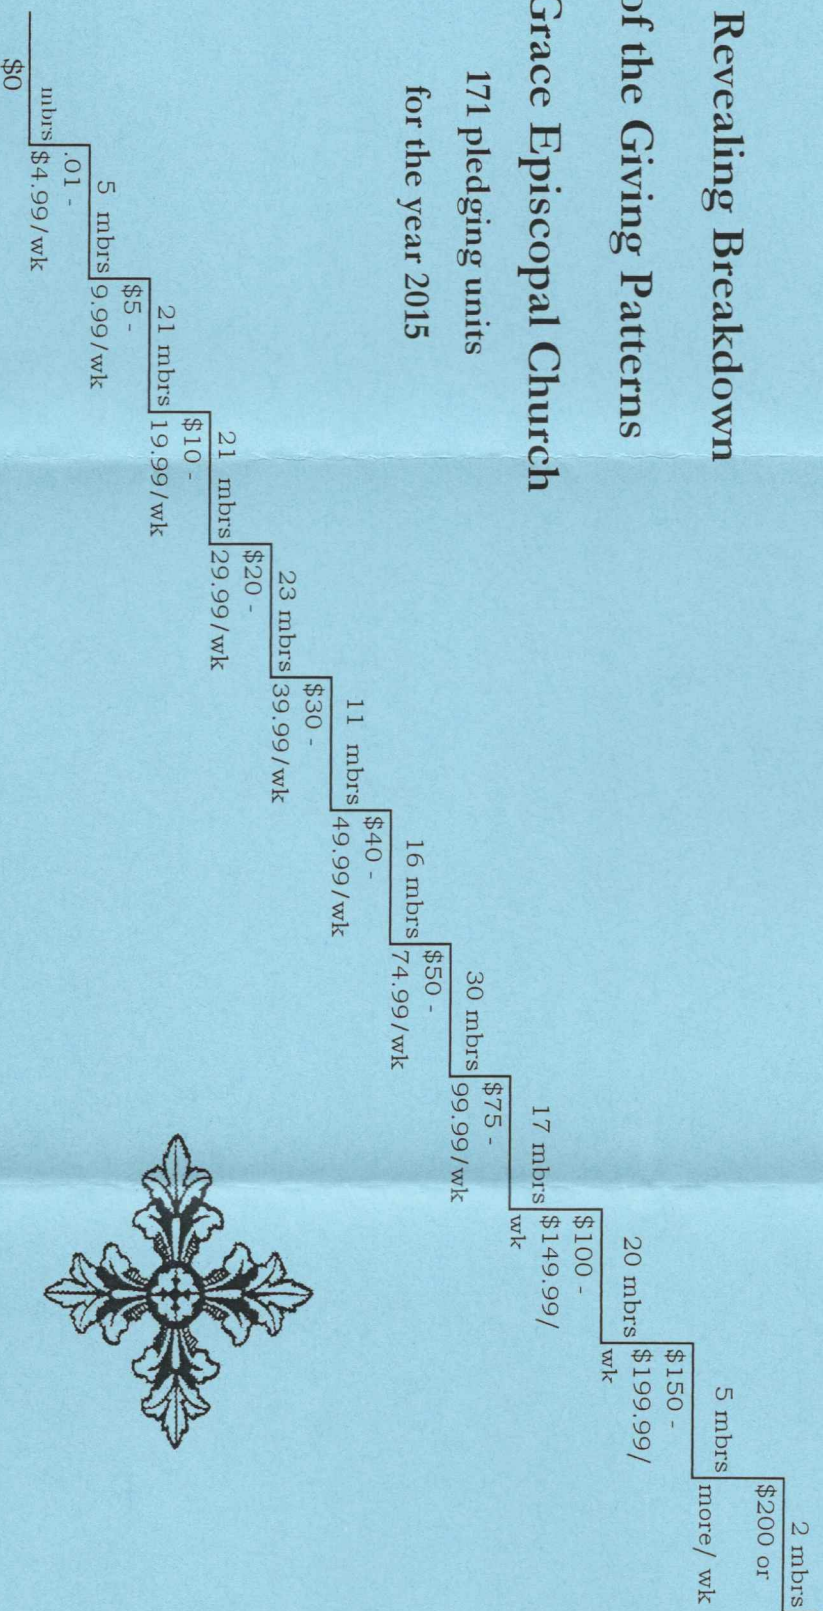 Revealing Breakdown
of the Giving Patterns
Grace Episcopal Church
171 pledging units
for the year 2015
mbrs
$0
5 mbrs
.01 -
$4.99/wk
21 mbrs
$5 -
9.99/wk
21 mbrs
$10 -
19.99/wk
23 mbrs
$20 -
29.99/wk
11 mbrs
$30 -
39.99/wk
16 mbrs
$40 -
49.99/wk
30 mbrs
$50 -
74.99/wk
17 mbrs
$75 -
99.99/wk
20 mbrs
$100 -
$149.99/
wk
5 mbrs
$150 -
$199.99/
wk
2 mbrs
$200 or
more/ wk